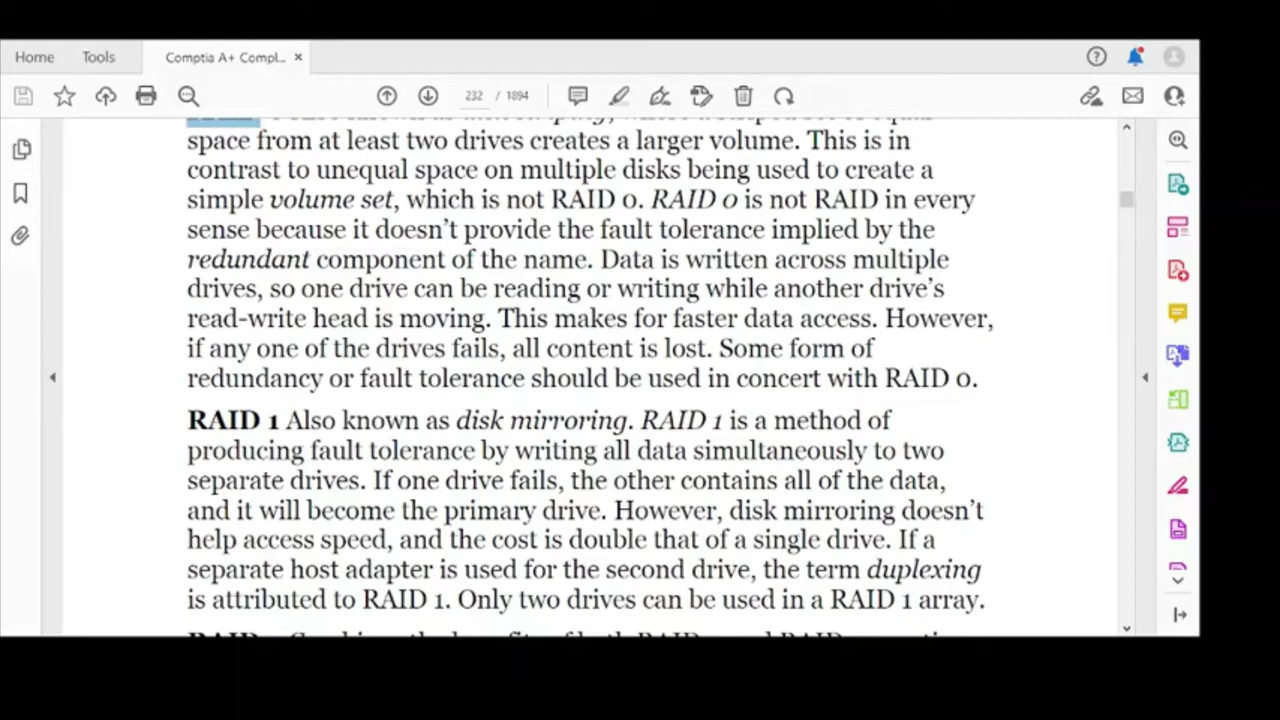 Home Tools Comptia A+ Compl... ×
232 / 1894
space from at least two drives creates a larger volume. This is in
contrast to unequal space on multiple disks being used to create a
simple volume set, which is not RAID 0. RAID 0 is not RAID in every
sense because it doesn't provide the fault tolerance implied by the
redundant component of the name. Data is written across multiple
drives, so one drive can be reading or writing while another drive's
read-write head is moving. This makes for faster data access. However,
if any one of the drives fails, all content is lost. Some form of
redundancy or fault tolerance should be used in concert with RAID 0.
RAID 1 Also known as disk mirroring. RAID 1 is a method of
producing fault tolerance by writing all data simultaneously to two
separate drives. If one drive fails, the other contains all of the data,
and it will become the primary drive. However, disk mirroring doesn't
help access speed, and the cost is double that of a single drive. If a
separate host adapter is used for the second drive, the term duplexing
is attributed to RAID 1. Only two drives can be used in a RAID 1 array.